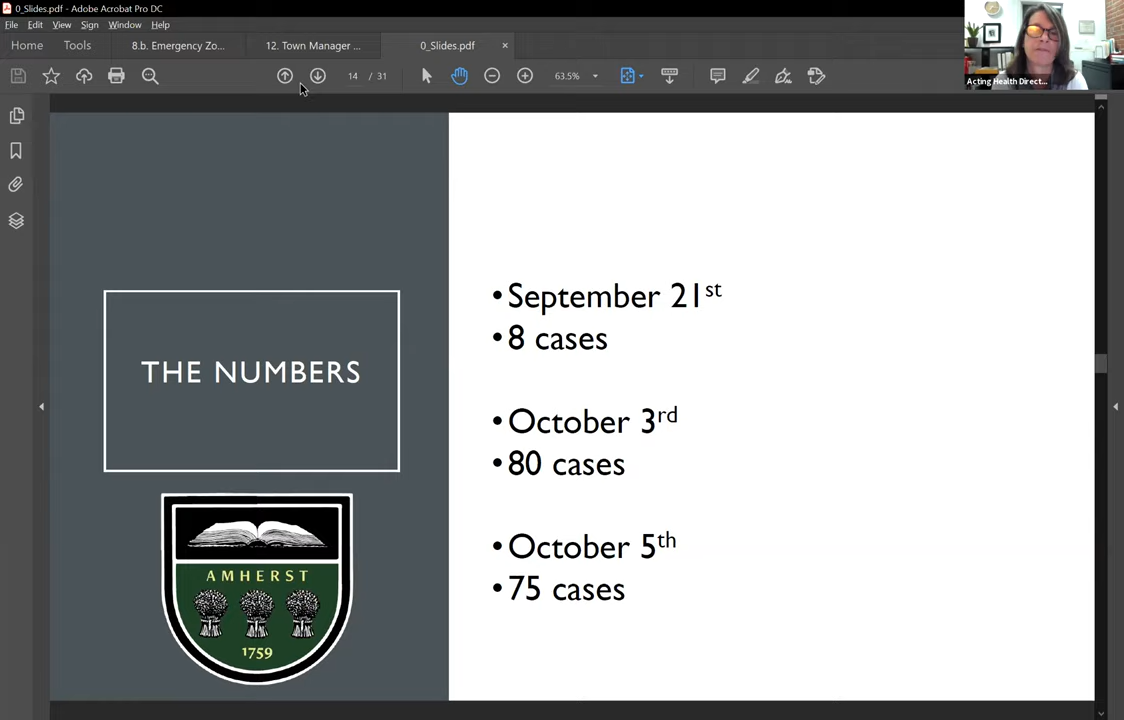 0_Slides.pdf - Adobe Acrobat Pro DC
File Edit View Sign Window Help
Home Tools 8.b. Emergency Zo... 12. Town Manager ... 0_Slides.pdf ×
14 / 31 63.5%
Acting Health Direct...
THE NUMBERS
AMHERST
1759
•September 21st
•8 cases
•October 3rd
•80 cases
•October 5th
•75 cases